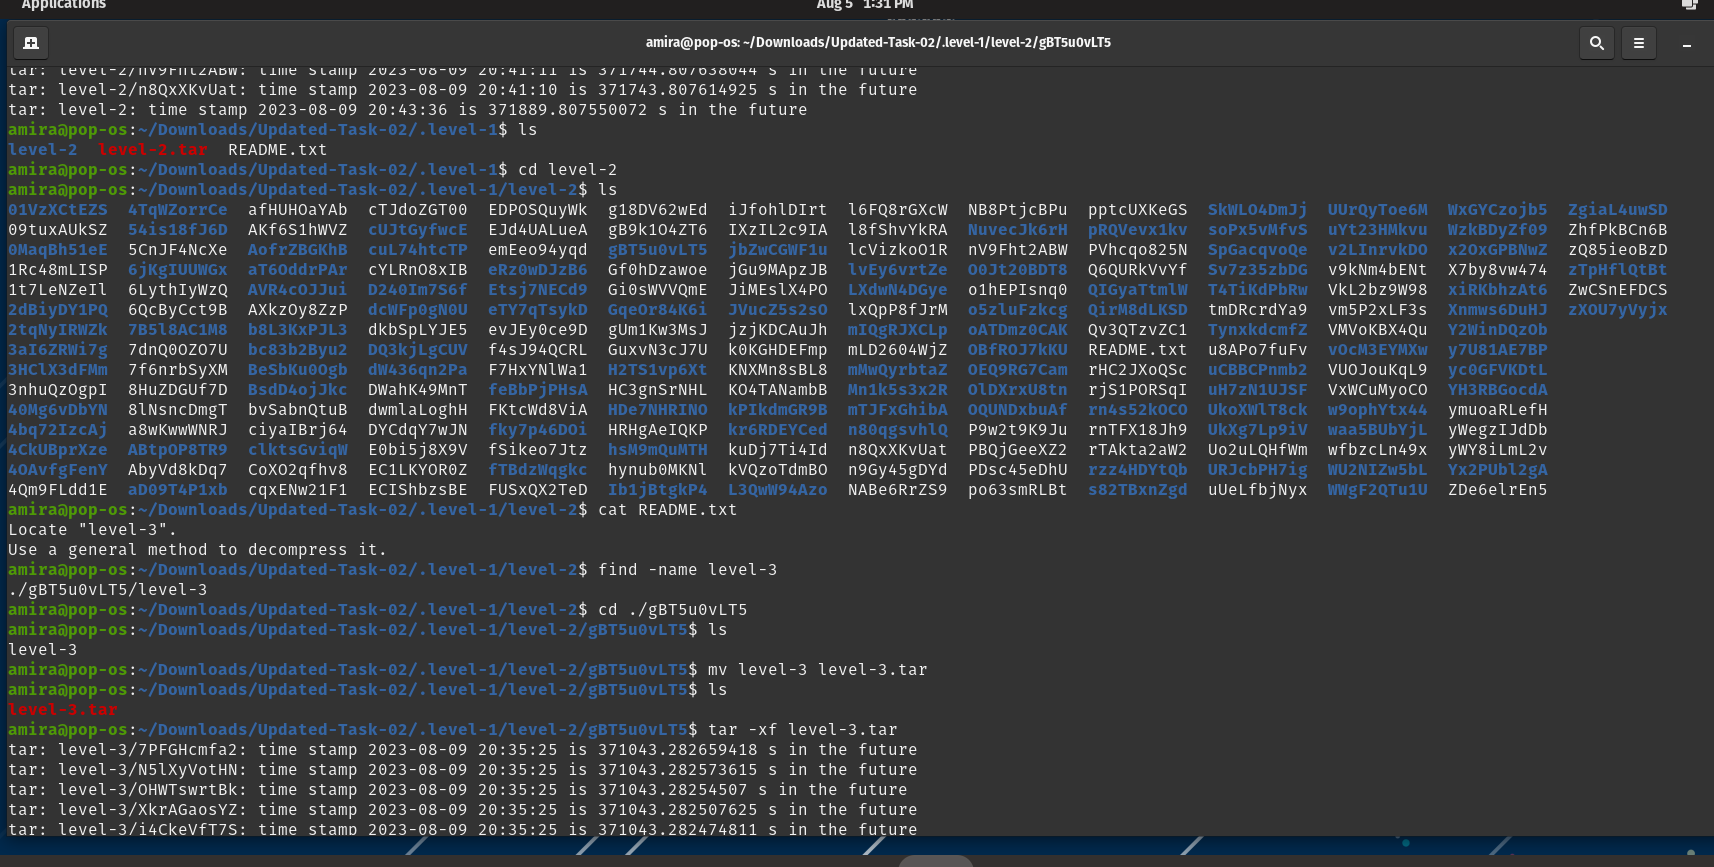 Applications
Aug 5 1:31 PM
amira@pop-os: ~/Downloads/Updated-Task-02/.level-1/level-2/gBT5u0vLT5
tar: level-2/nV9Fht2ABW: time stamp 2023-08-09 20:41:11 is 371744.807638044 s in the future
tar: level-2/n8QxXKvUat: time stamp 2023-08-09 20:41:10 is 371743.807614925 s in the future
tar: level-2: time stamp 2023-08-09 20:43:36 is 371889.807550072 s in the future
amira@pop-os:~/Downloads/Updated-Task-02/.level-1$ ls
level-2 level-2.tar README.txt
amira@pop-os:~/Downloads/Updated-Task-02/.level-1$ cd level-2
amira@pop-os:~/Downloads/Updated-Task-02/.level-1/level-2$ ls
01VzXCtEZS 4TqWZorrCe afHUHOaYAb cTJdoZGT00 EDPOSQuyWk g18DV62wEd iJfohlDIrt l6FQ8rGXcW NB8PtjcBPu pptcUXKeGS SkWLO4DmJj UUrQyToe6M WxGYCzojb5 ZgiaL4uwSD
09tuxAUkSZ 54is18fJ6D AKf6S1hWVZ cUJtGyfwcE EJd4UALueA gB9k1O4ZT6 IXzIL2c9IA l8fShvYkRA NuvecJk6rH pRQVevx1kv soPx5vMfvS uYt23HMkvu WzkBDyZf09 ZhfPkBCn6B
0MaqBh51eE 5CnJF4NcXe AofrZBGKhB cuL74htcTP emEeo94yqd gBT5u0vLT5 jbZwCGWF1u lcVizkoO1R nV9Fht2ABW PVhcqo825N SpGacqvoQe v2LInrvkDO x2OxGPBNwZ zQ85ieoBzD
1Rc48mLISP 6jKgIUUWGx aT6OddrPAr cYLRnO8xIB eRz0wDJzB6 Gf0hDzawoe jGu9MApzJB lvEy6vrtZe O0Jt20BDT8 Q6QURkVvYf Sv7z35zbDG v9kNm4bENt X7by8vw474 zTpHflQtBt
1t7LeNZeIl 6LythIyWzQ AVR4cOJJui D240Im7S6f Etsj7NECd9 Gi0sWVVQmE JiMEslX4PO LXdwN4DGye o1hEPIsnq0 QIGyaTtmlW T4TiKdPbRw VkL2bz9W98 xiRKbhzAt6 ZwCSnEFDCS
2dBiyDY1PQ 6QcByCct9B AXkzOy8ZzP dcWFp0gN0U eTY7qTsykD GqeOr84K6i JVucZ5s2sO lxQpP8fJrM o5zluFzkcg QirM8dLKSD tmDRcrdYa9 vm5P2xLF3s Xnmws6DuHJ zXOU7yVyjx
2tqNyIRWZk 7B5l8AC1M8 b8L3KxPJL3 dkbSpLYJE5 evJEy0ce9D gUm1Kw3MsJ jzjKDCAuJh mIQgRJXCLp oATDmz0CAK Qv3QTzvZC1 TynxkdcmfZ VMVoKBX4Qu Y2WinDQzOb
3aI6ZRWi7g 7dnQ0OZO7U bc83b2Byu2 DQ3kjLgCUV f4sJ94QCRL GuxvN3cJ7U k0KGHDEFmp mLD2604WjZ OBfROJ7kKU README.txt u8APo7fuFv vOcM3EYMXw y7U81AE7BP
3HClX3dFMm 7f6nrbSyXM BeSbKu0Ogb dW436qn2Pa F7HxYNlWa1 H2TS1vp6Xt KNXMn8sBL8 mMwQyrbtaZ OEQ9RG7Cam rHC2JXoQSc uCBBCPnmb2 VUOJouKqL9 yc0GFVKDtL
3nhuQzOgpI 8HuZDGUf7D BsdD4ojJkc DWahK49MnT feBbPjPHsA HC3gnSrNHL KO4TANambB Mn1k5s3x2R OlDXrxU8tn rjS1PORSqI uH7zN1UJSF VxWCuMyoCO YH3RBGocdA
40Mg6vDbYN 8lNsncDmgT bvSabnQtuB dwmlaLoghH FKtcWd8ViA HDe7NHRINO kPIkdmGR9B mTJFxGhibA OQUNDxbuAf rn4s52kOCO UkoXWlT8ck w9ophYtx44 ymuoaRLefH
4bq72IzcAj a8wKwwWNRJ ciyaIBrj64 DYCdqY7wJN fky7p46DOi HRHgAeIQKP kr6RDEYCed n80qgsvhlQ P9w2t9K9Ju rnTFX18Jh9 UkXg7Lp9iV waa5BUbYjL yWegzIJdDb
4CkUBprXze ABtpOP8TR9 clktsGviqW E0bi5j8X9V fSikeo7Jtz hsM9mQuMTH kuDj7Ti4Id n8QxXKvUat PBQjGeeXZ2 rTAkta2aW2 Uo2uLQHfWm wfbzcLn49x yWY8iLmL2v
4OAvfgFenY AbyVd8kDq7 CoXO2qfhv8 EC1LKYOR0Z fTBdzWqgkc hynub0MKNl kVQzoTdmBO n9Gy45gDYd PDsc45eDhU rzz4HDYtQb URJcbPH7ig WU2NIZw5bL Yx2PUbl2gA
4Qm9FLdd1E aD09T4P1xb cqxENw21F1 ECIShbzsBE FUSxQX2TeD Ib1jBtgkP4 L3QwW94Azo NABe6RrZS9 po63smRLBt s82TBxnZgd uUeLfbjNyx WWgF2QTu1U ZDe6elrEn5
amira@pop-os:~/Downloads/Updated-Task-02/.level-1/level-2$ cat README.txt
Locate "level-3".
Use a general method to decompress it.
amira@pop-os:~/Downloads/Updated-Task-02/.level-1/level-2$ find -name level-3
./gBT5u0vLT5/level-3
amira@pop-os:~/Downloads/Updated-Task-02/.level-1/level-2$ cd ./gBT5u0vLT5
amira@pop-os:~/Downloads/Updated-Task-02/.level-1/level-2/gBT5u0vLT5$ ls
level-3
amira@pop-os:~/Downloads/Updated-Task-02/.level-1/level-2/gBT5u0vLT5$ mv level-3 level-3.tar
amira@pop-os:~/Downloads/Updated-Task-02/.level-1/level-2/gBT5u0vLT5$ ls
level-3.tar
amira@pop-os:~/Downloads/Updated-Task-02/.level-1/level-2/gBT5u0vLT5$ tar -xf level-3.tar
tar: level-3/7PFGHcmfa2: time stamp 2023-08-09 20:35:25 is 371043.282659418 s in the future
tar: level-3/N5lXyVotHN: time stamp 2023-08-09 20:35:25 is 371043.282573615 s in the future
tar: level-3/OHWTswrtBk: time stamp 2023-08-09 20:35:25 is 371043.28254507 s in the future
tar: level-3/XkrAGaosYZ: time stamp 2023-08-09 20:35:25 is 371043.282507625 s in the future
tar: level-3/i4CkeVfT7S: time stamp 2023-08-09 20:35:25 is 371043.282474811 s in the future